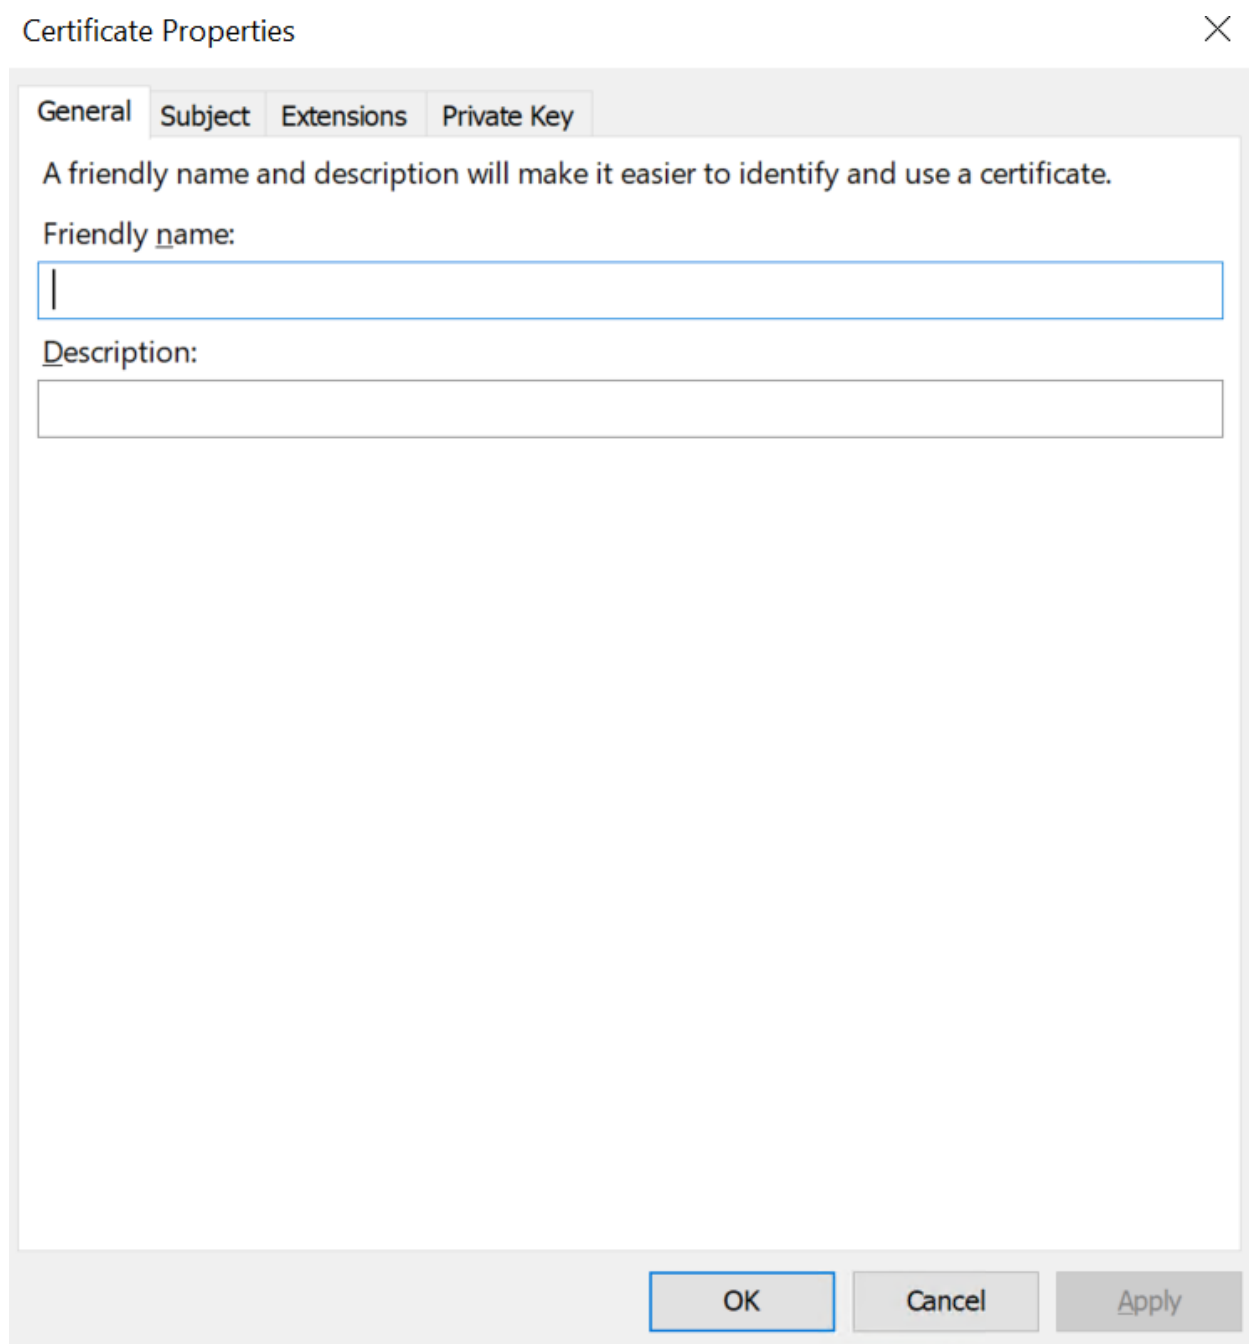 Certificate Properties
General Subject Extensions Private Key
A friendly name and description will make it easier to identify and use a certificate.
Friendly name:
Description:
OK Cancel Apply